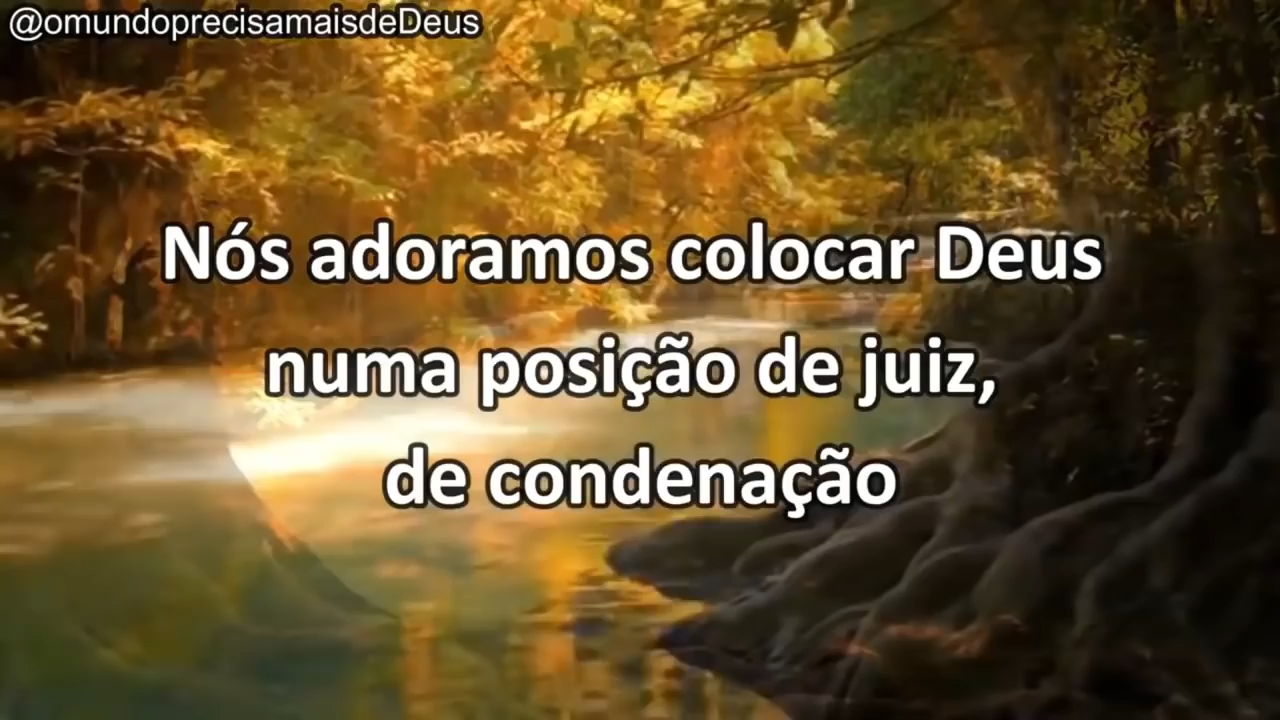 @omundoprecisamaisdeDeus
Nós adoramos colocar Deus
numa posição de juiz,
de condenação